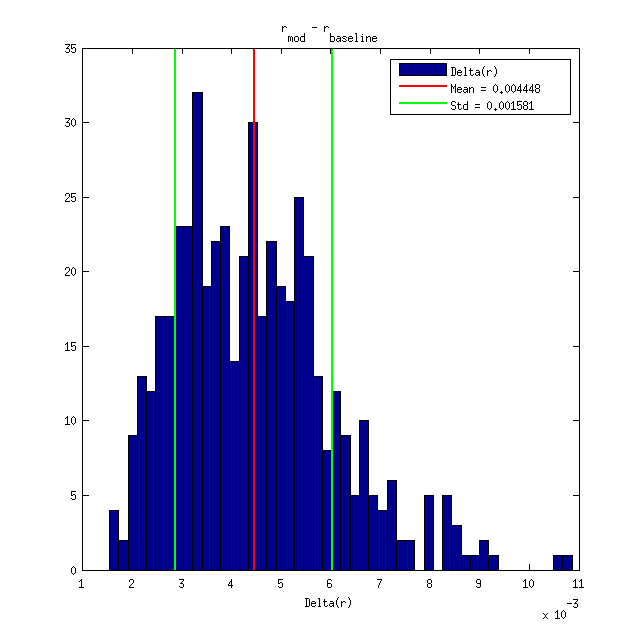 r_mod - r_baseline
Delta(r)
Mean = 0.004448
Std = 0.001581
35
30
25
20
15
10
5
0
1 2 3 4 5 6 7 8 9 10 11
Delta(r)
x 10^-3